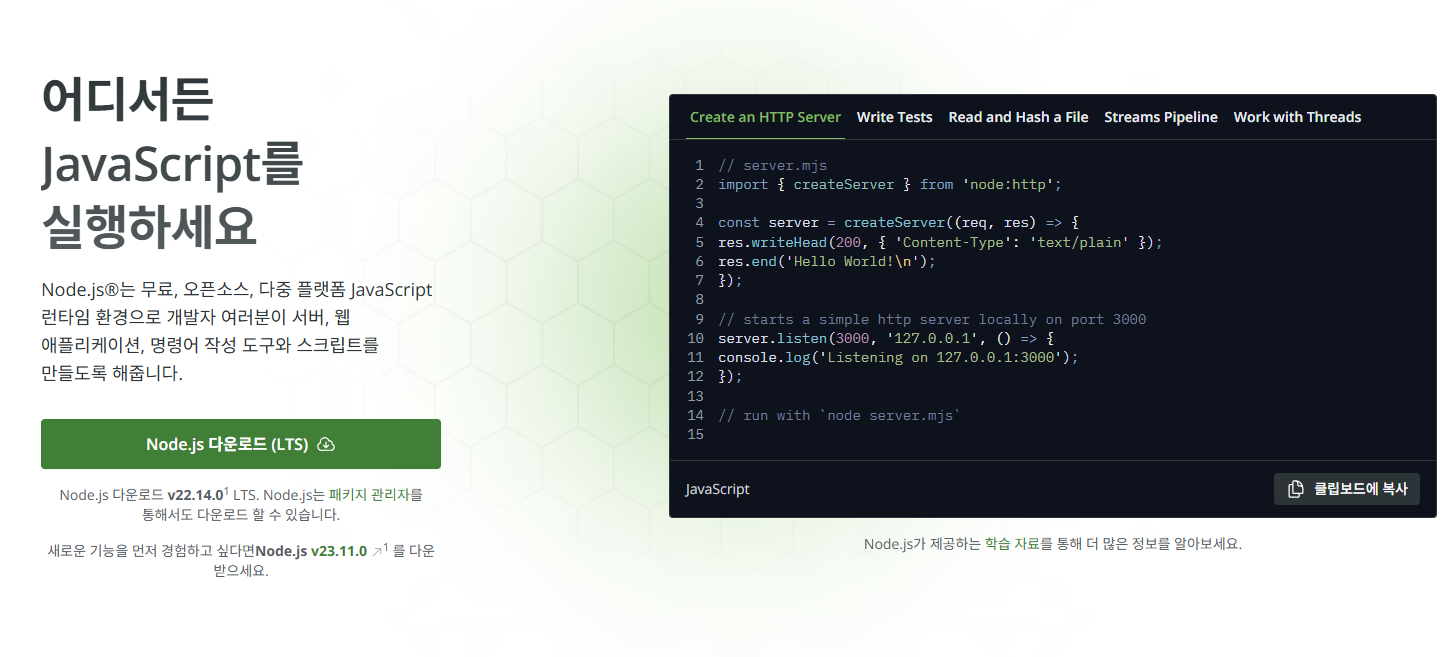 어디서든
JavaScript를
실행하세요
Node.js®는 무료, 오픈소스, 다중 플랫폼 JavaScript
런타임 환경으로 개발자 여러분이 서버, 웹
애플리케이션, 명령어 작성 도구와 스크립트를
만들도록 해줍니다.
Node.js 다운로드 (LTS)
Node.js 다운로드 v22.14.0¹ LTS. Node.js는 패키지 관리자를
통해서도 다운로드 할 수 있습니다.
새로운 기능을 먼저 경험하고 싶다면Node.js v23.11.0 ↗¹ 를 다운
받으세요.
Create an HTTP Server Write Tests Read and Hash a File Streams Pipeline Work with Threads
1 // server.mjs
2 import { createServer } from 'node:http';
3
4 const server = createServer((req, res) => {
5 res.writeHead(200, { 'Content-Type': 'text/plain' });
6 res.end('Hello World!\n');
7 });
8
9 // starts a simple http server locally on port 3000
10 server.listen(3000, '127.0.0.1', () => {
11 console.log('Listening on 127.0.0.1:3000');
12 });
13
14 // run with `node server.mjs`
15
JavaScript 클립보드에 복사
Node.js가 제공하는 학습 자료를 통해 더 많은 정보를 알아보세요.